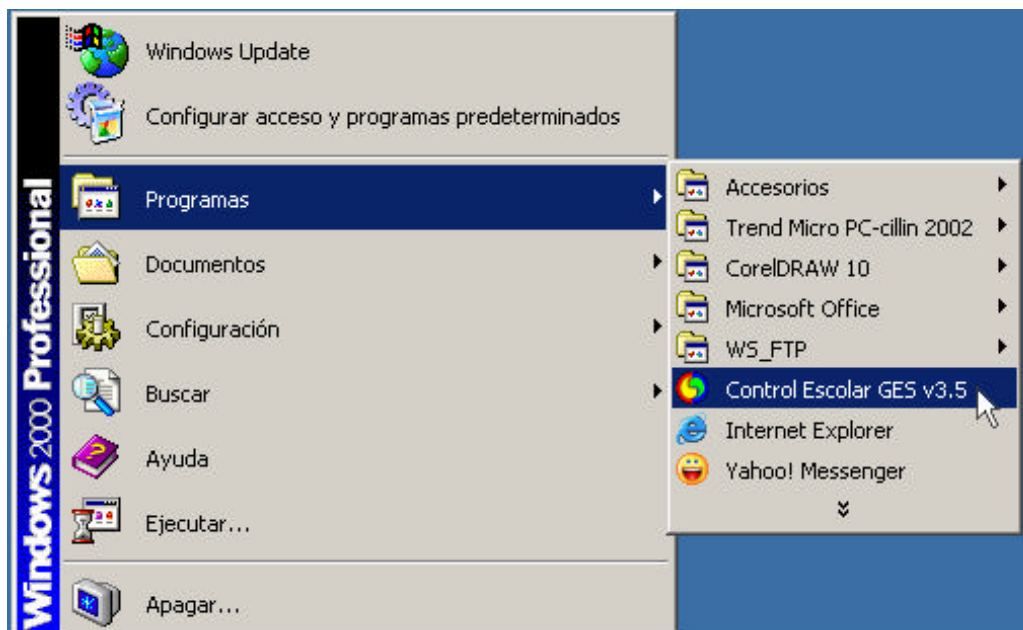 Windows 2000 Professional
Windows Update
Configurar acceso y programas predeterminados
Programas
Documentos
Configuración
Buscar
Ayuda
Ejecutar...
Apagar...
Accesorios
Trend Micro PC-cillin 2002
CorelDRAW 10
Microsoft Office
WS_FTP
Control Escolar GES v3.5
Internet Explorer
Yahoo! Messenger